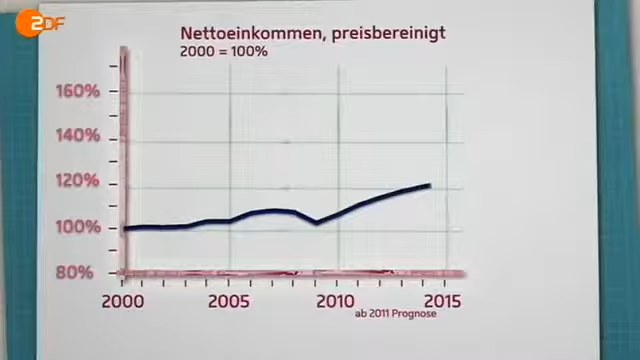 ZDF
Nettoeinkommen, preisbereinigt
2000 = 100%
160%
140%
120%
100%
80%
2000 2005 2010 2015
ab 2011 Prognose